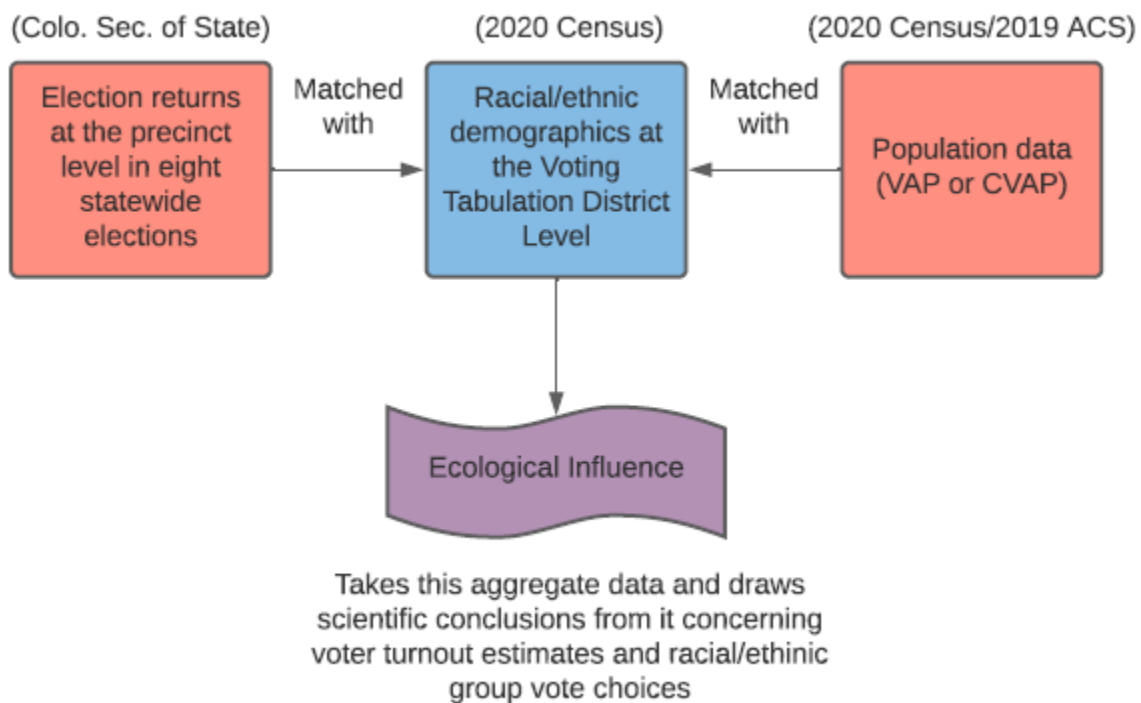 (Colo. Sec. of State)
(2020 Census)
(2020 Census/2019 ACS)
Election returns
at the precinct
level in eight
statewide
elections
Matched
with
Racial/ethnic
demographics at
the Voting
Tabulation District
Level
Matched
with
Population data
(VAP or CVAP)
Ecological Influence
Takes this aggregate data and draws
scientific conclusions from it concerning
voter turnout estimates and racial/ethinic
group vote choices